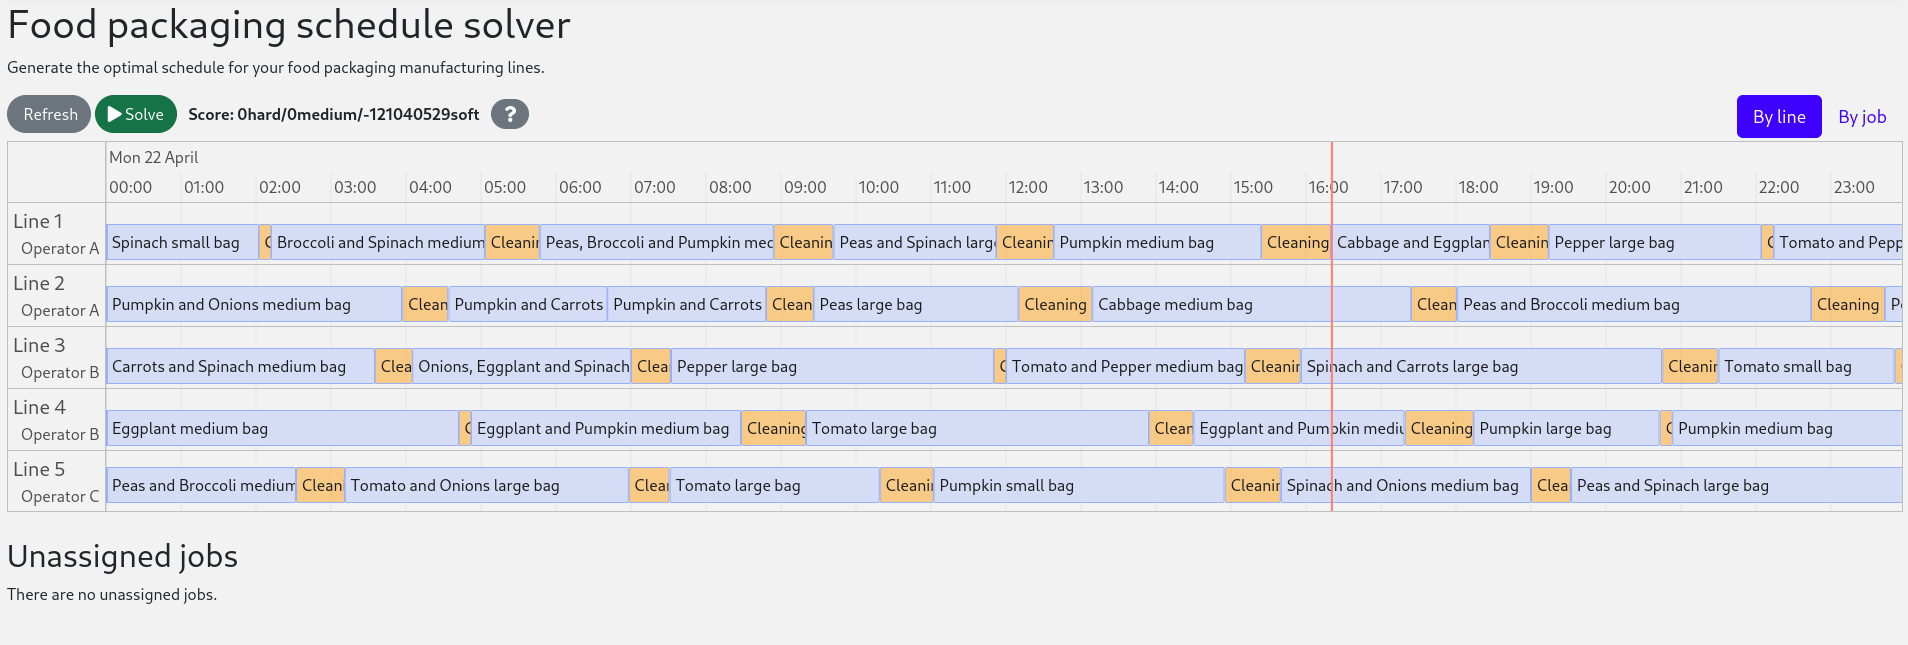 Food packaging schedule solver
Generate the optimal schedule for your food packaging manufacturing lines.
Refresh Solve Score: 0hard/0medium/-121040529soft ? By line By job
Mon 22 April
00:00 01:00 02:00 03:00 04:00 05:00 06:00 07:00 08:00 09:00 10:00 11:00 12:00 13:00 14:00 15:00 16:00 17:00 18:00 19:00 20:00 21:00 22:00 23:00
Line 1
Operator A
Spinach small bag C Broccoli and Spinach medium Cleanin Peas, Broccoli and Pumpkin med Cleanin Peas and Spinach large Cleanin Pumpkin medium bag Cleaning Cabbage and Eggplan Cleanin Pepper large bag C Tomato and Pepp
Line 2
Operator A
Pumpkin and Onions medium bag Clean Pumpkin and Carrots Pumpkin and Carrots Clean Peas large bag Cleaning Cabbage medium bag Clean Peas and Broccoli medium bag Cleaning Pe
Line 3
Operator B
Carrots and Spinach medium bag Clea Onions, Eggplant and Spinach Clea Pepper large bag C Tomato and Pepper medium bag Cleanin Spinach and Carrots large bag Cleanin Tomato small bag
Line 4
Operator B
Eggplant medium bag C Eggplant and Pumpkin medium bag Cleaning Tomato large bag Clean Eggplant and Pumpkin mediu Cleaning Pumpkin large bag C Pumpkin medium bag
Line 5
Operator C
Peas and Broccoli medium Cleani Tomato and Onions large bag Clea Tomato large bag Cleanin Pumpkin small bag Cleanin Spinach and Onions medium bag Clea Peas and Spinach large bag
Unassigned jobs
There are no unassigned jobs.